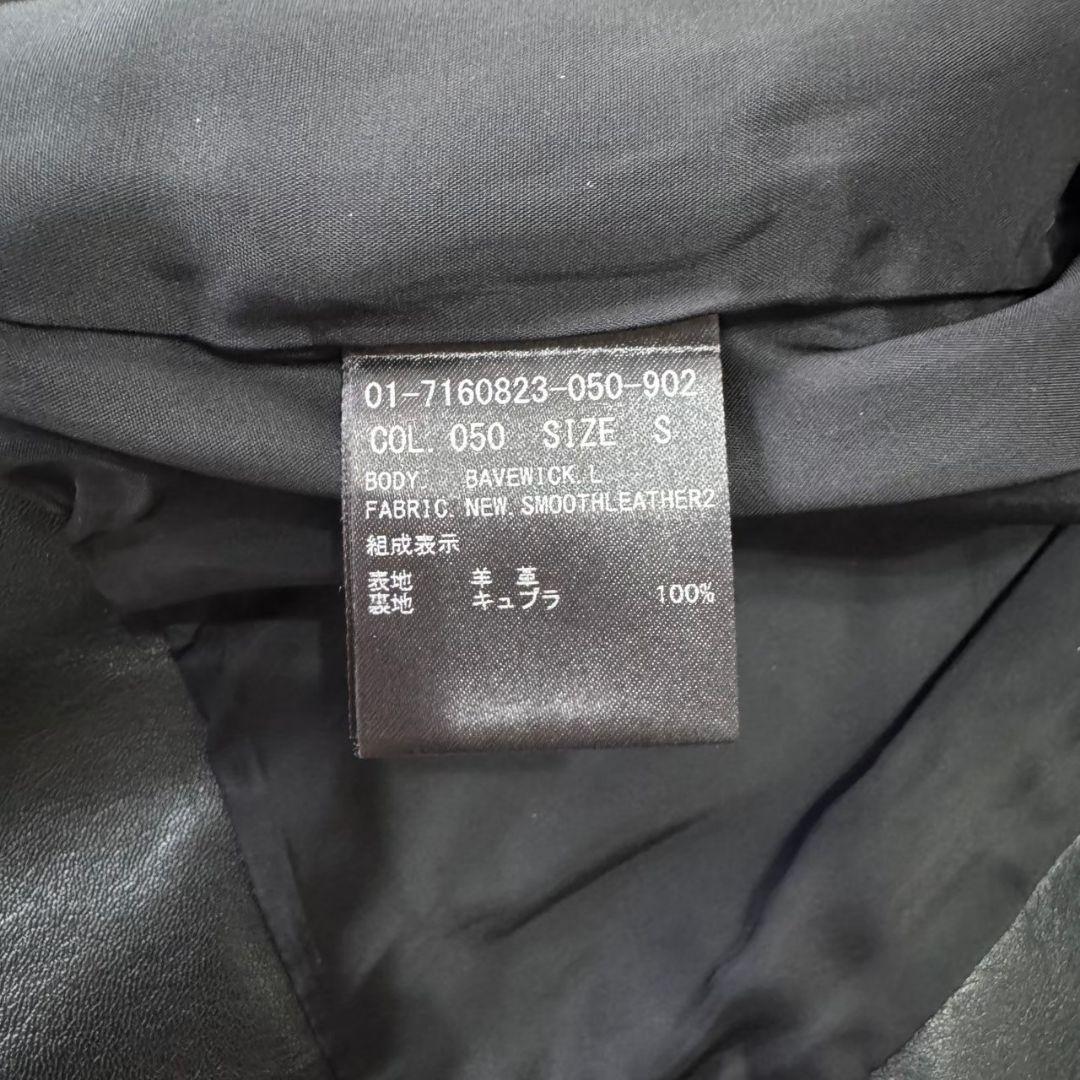 01-7160823-050-902
COL. 050 SIZE S
BODY. BAVEWICK.L
FABRIC. NEW.SMOOTHLEATHER2
組成表示
表地 羊 革
裏地 キュプラ 100%